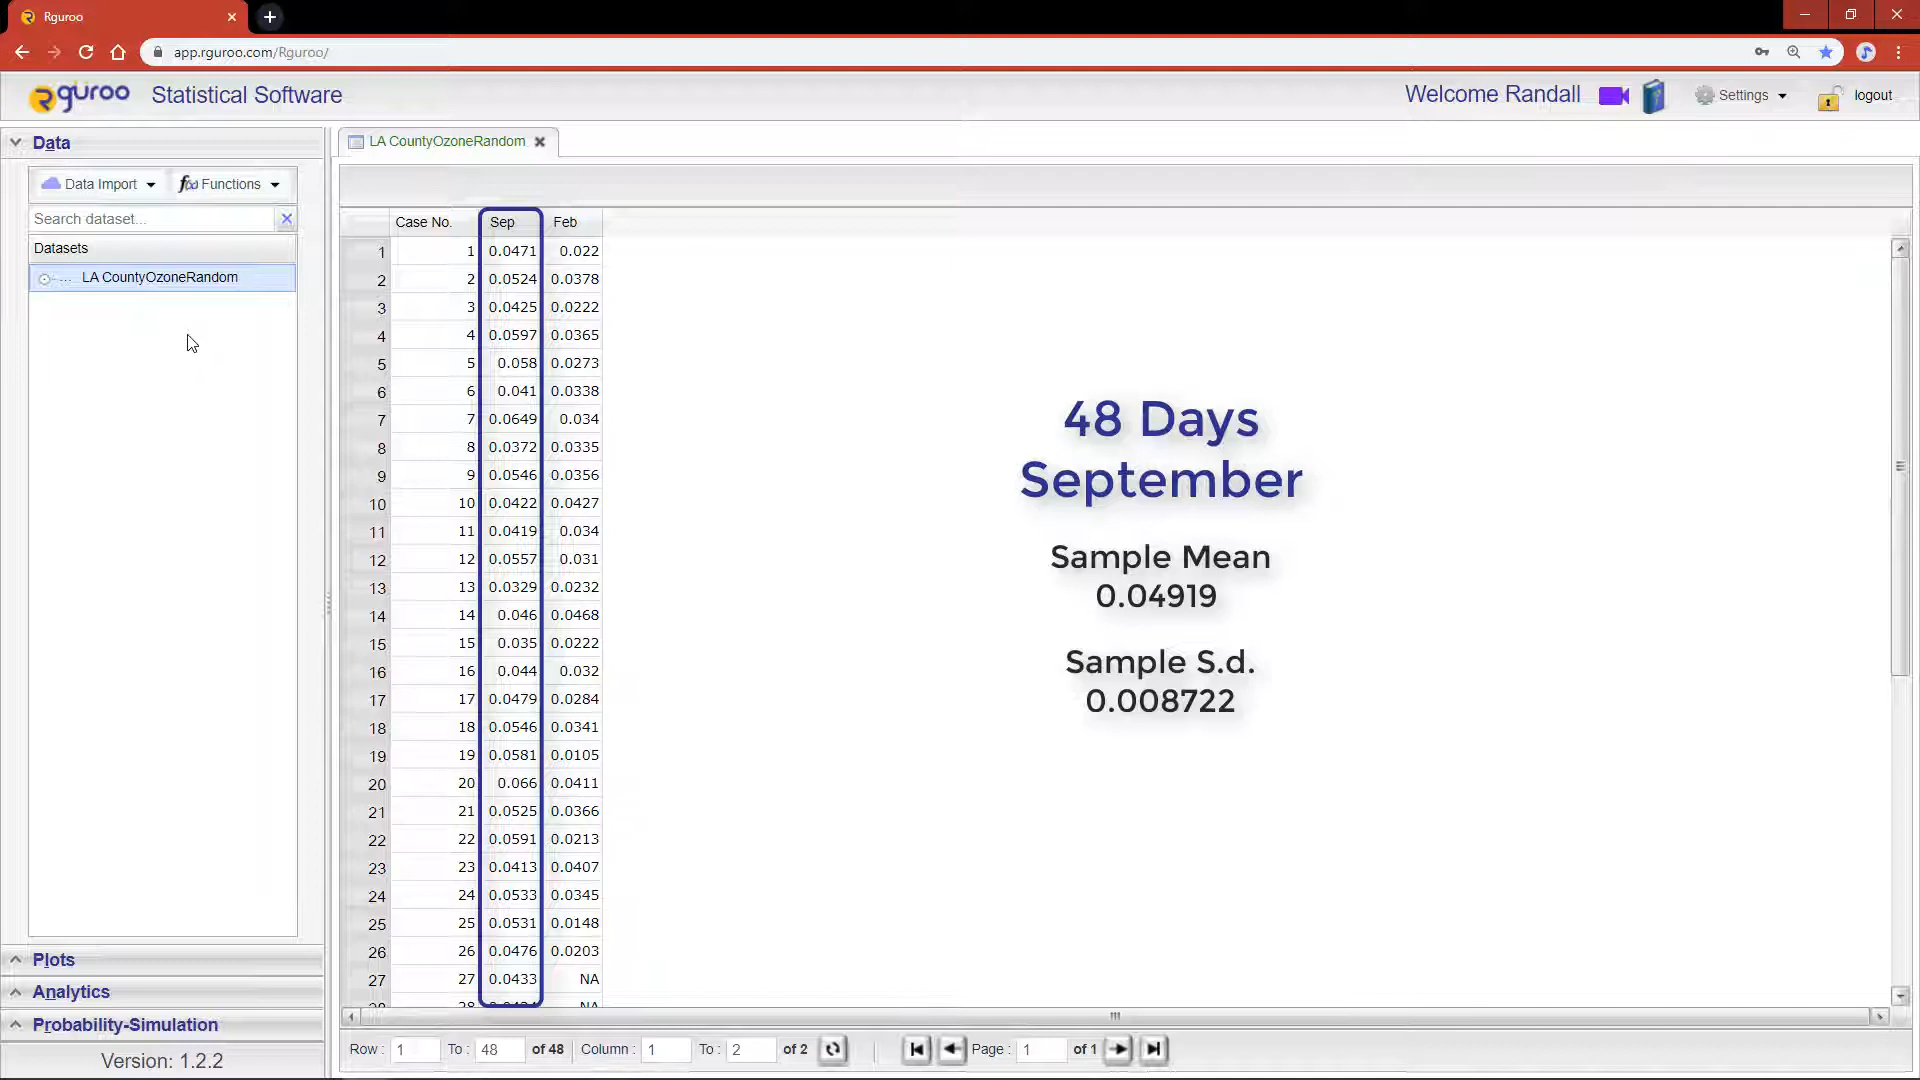 Rguroo
app.rguroo.com/Rguroo/
Rguroo Statistical Software
Welcome Randall
Settings
logout
Data
LA CountyOzoneRandom
Data Import
Functions
Search dataset...
Datasets
LA CountyOzoneRandom
Case No. Sep Feb
1 1 0.0471 0.022
2 2 0.0524 0.0378
3 3 0.0425 0.0222
4 4 0.0597 0.0365
5 5 0.058 0.0273
6 6 0.041 0.0338
7 7 0.0649 0.034
8 8 0.0372 0.0335
9 9 0.0546 0.0356
10 10 0.0422 0.0427
11 11 0.0419 0.034
12 12 0.0557 0.031
13 13 0.0329 0.0232
14 14 0.046 0.0468
15 15 0.035 0.0222
16 16 0.044 0.032
17 17 0.0479 0.0284
18 18 0.0546 0.0341
19 19 0.0581 0.0105
20 20 0.066 0.0411
21 21 0.0525 0.0366
22 22 0.0591 0.0213
23 23 0.0413 0.0407
24 24 0.0533 0.0345
25 25 0.0531 0.0148
26 26 0.0476 0.0203
27 27 0.0433 NA
28 28 NA
48 Days
September
Sample Mean
0.04919
Sample S.d.
0.008722
Plots
Analytics
Probability-Simulation
Version: 1.2.2
Row : 1 To : 48 of 48 Column : 1 To : 2 of 2 Page : 1 of 1